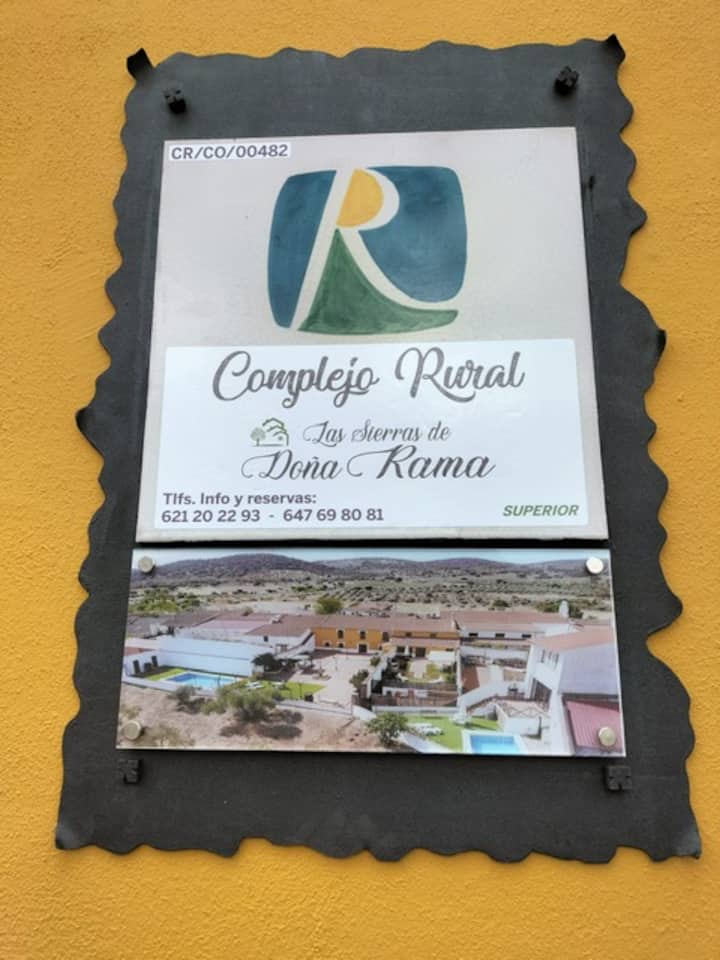 CR/CO/00482
R
Complejo Rural
Las Sierras de
Doña Rama
Tlfs. Info y reservas:
621 20 22 93 - 647 69 80 81
SUPERIOR